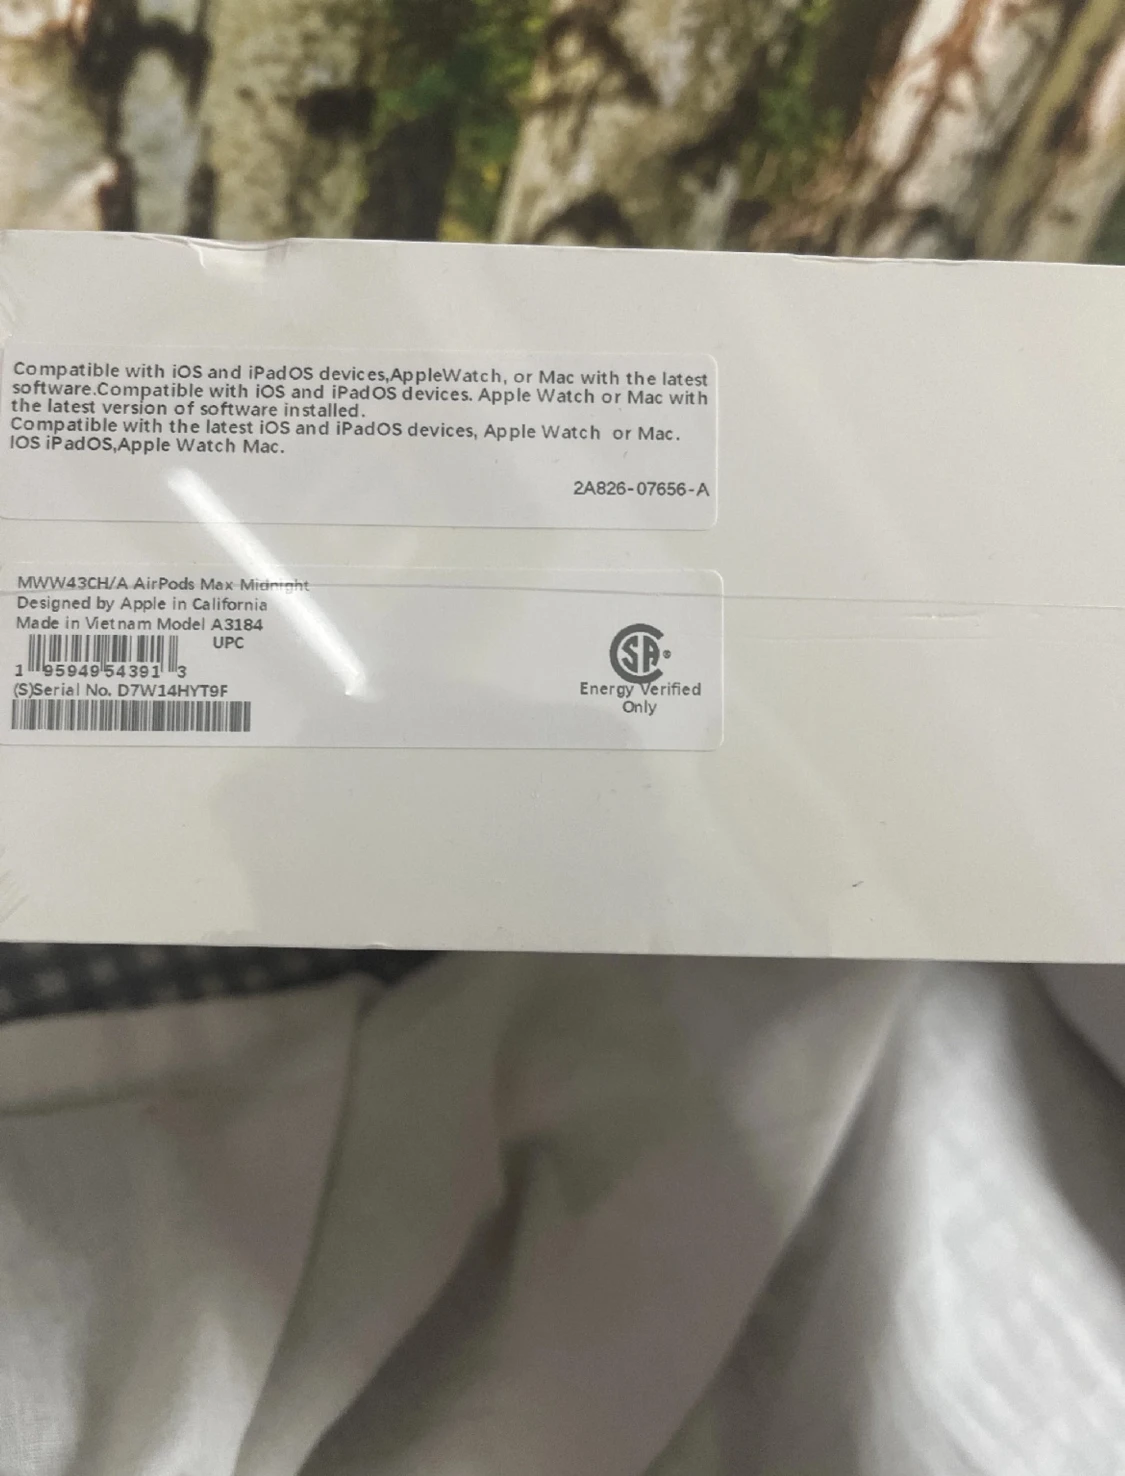 Compatible with iOS and iPadOS devices,AppleWatch, or Mac with the latest
software.Compatible with iOS and iPadOS devices. Apple Watch or Mac with
the latest version of software installed.
Compatible with the latest iOS and iPadOS devices, Apple Watch or Mac.
IOS iPadOS,Apple Watch Mac.
2A826-07656-A
MWW43CH/A AirPods Max Midnight
Designed by Apple in California
Made in Vietnam Model A3184
UPC
1 95949 54391 3
(S)Serial No. D7W14HYT9F
SA®
Energy Verified
Only